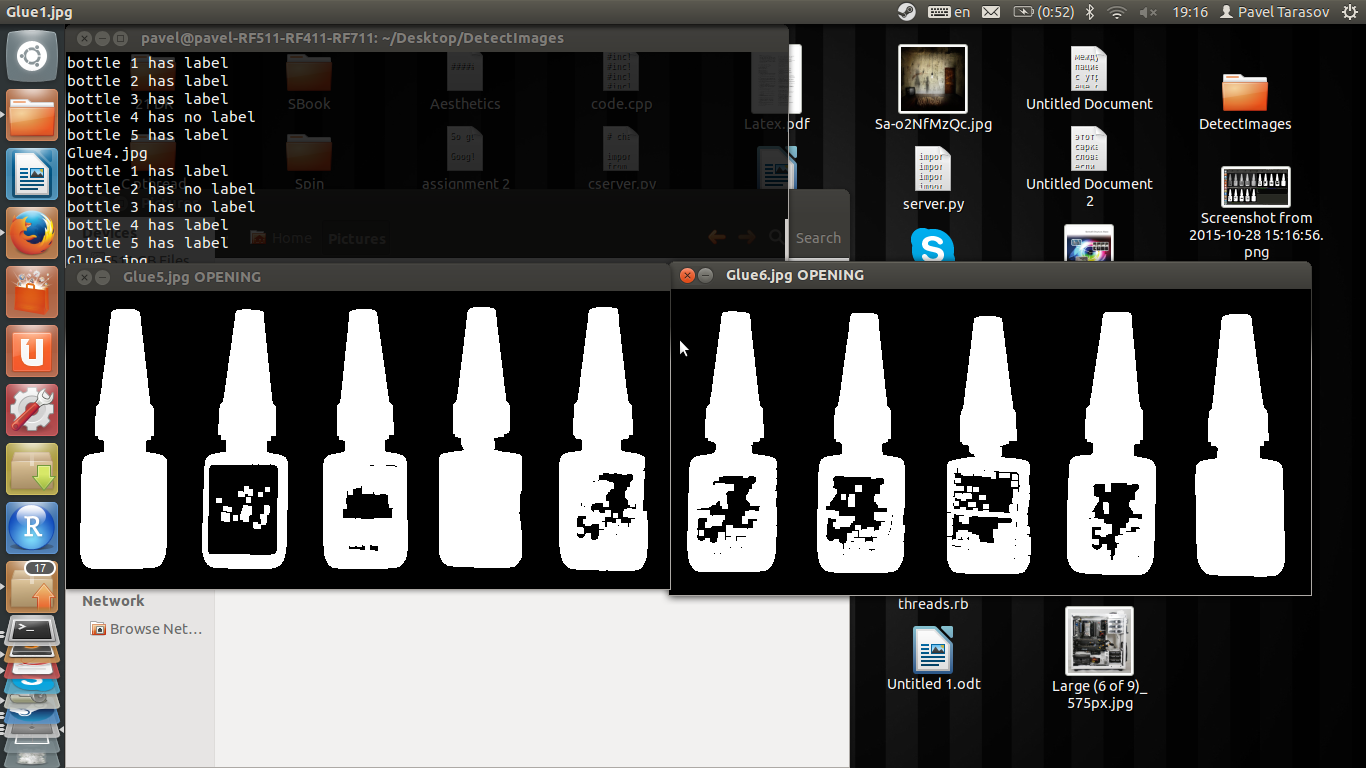 Glue1.jpg
en
(0:52)
19:16
Pavel Tarasov
pavel@pavel-RF511-RF411-RF711: ~/Desktop/DetectImages
bottle 1 has label
bottle 2 has label
bottle 3 has label
bottle 4 has no label
bottle 5 has label
Glue4.jpg
bottle 1 has label
bottle 2 has no label
bottle 3 has no label
bottle 4 has label
bottle 5 has label
Glue5.jpg
SBook
Aesthetics
code.cpp
Latex.pdf
Spin
assignment 2
cserver.py
Home
Pictures
Search
Files
Sa-o2NfMzQc.jpg
Untitled Document
DetectImages
server.py
Untitled Document
2
Screenshot from
2015-10-28 15:16:56.
png
Glue5.jpg OPENING
Glue6.jpg OPENING
17
Network
Browse Net…
threads.rb
Untitled 1.odt
Large (6 of 9)_
575px.jpg